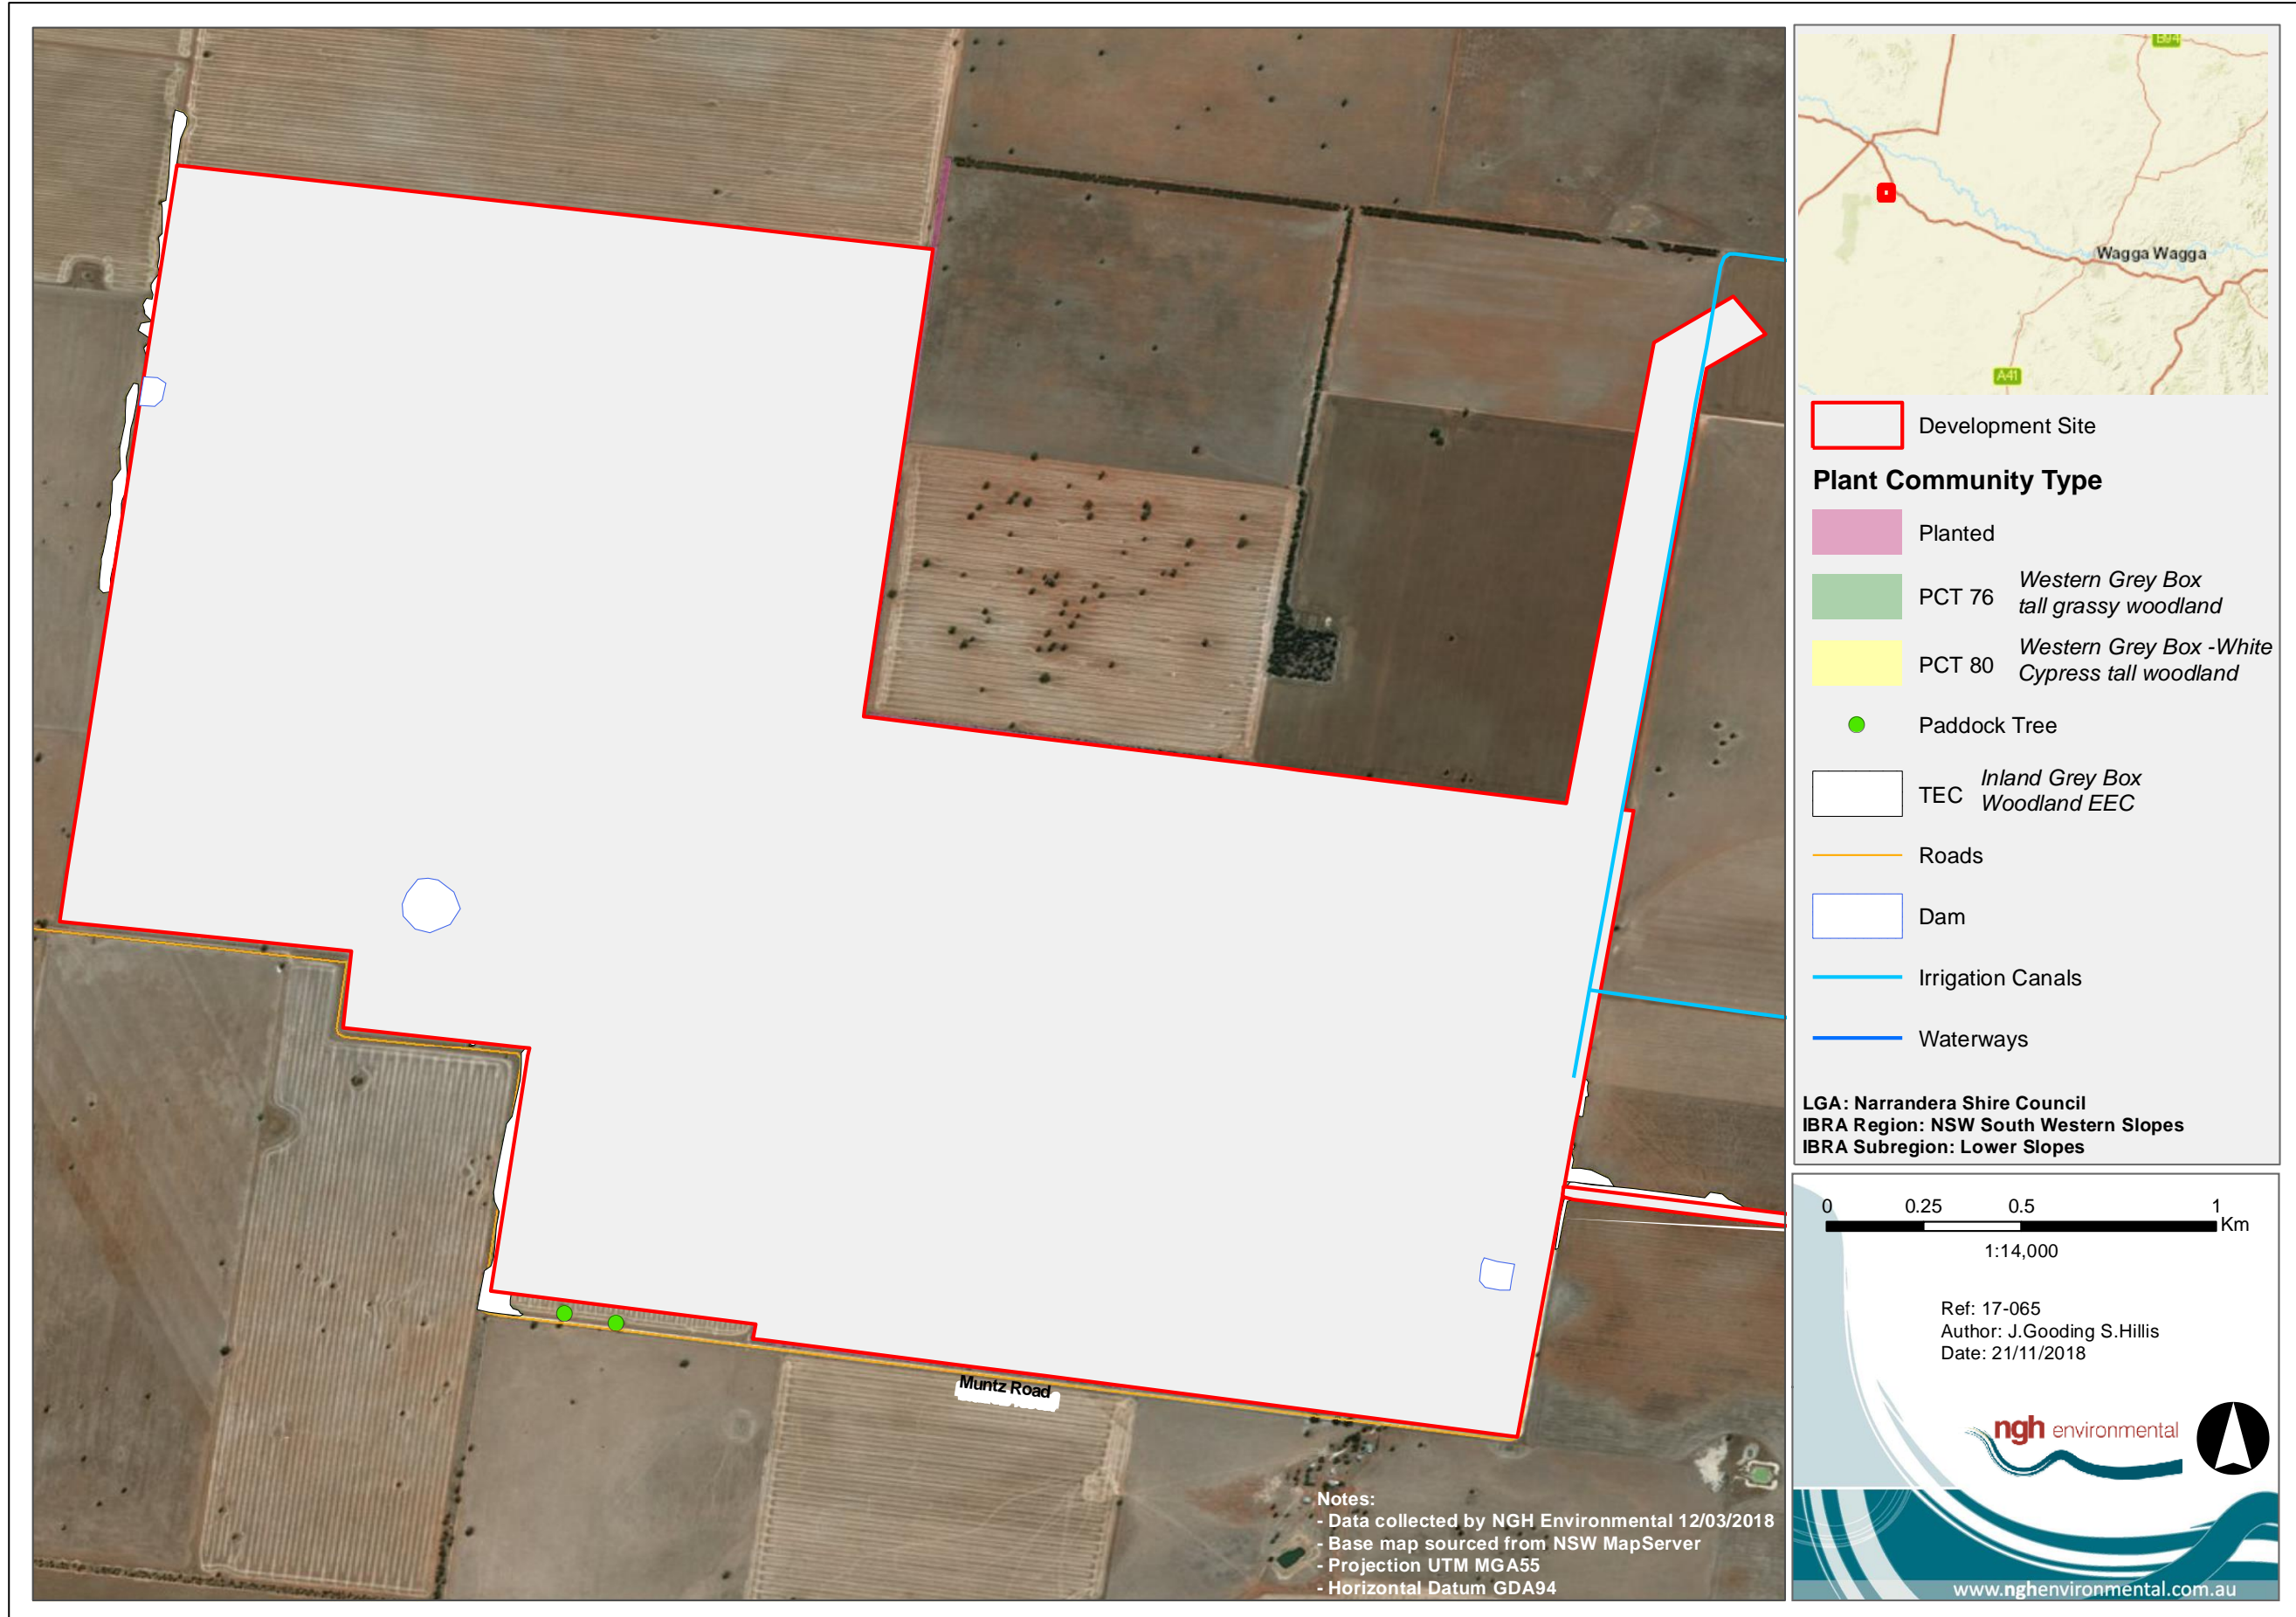 B94
Wagga Wagga
A41
Development Site
Plant Community Type
Planted
PCT 76 Western Grey Box
tall grassy woodland
PCT 80 Western Grey Box -White
Cypress tall woodland
Paddock Tree
TEC Inland Grey Box
Woodland EEC
Roads
Dam
Irrigation Canals
Waterways
LGA: Narrandera Shire Council
IBRA Region: NSW South Western Slopes
IBRA Subregion: Lower Slopes
0 0.25 0.5 1
Km
1:14,000
Ref: 17-065
Author: J.Gooding S.Hillis
Date: 21/11/2018
ngh environmental
www.nghenvironmental.com.au
Muntz Road
Notes:
- Data collected by NGH Environmental 12/03/2018
- Base map sourced from NSW MapServer
- Projection UTM MGA55
- Horizontal Datum GDA94